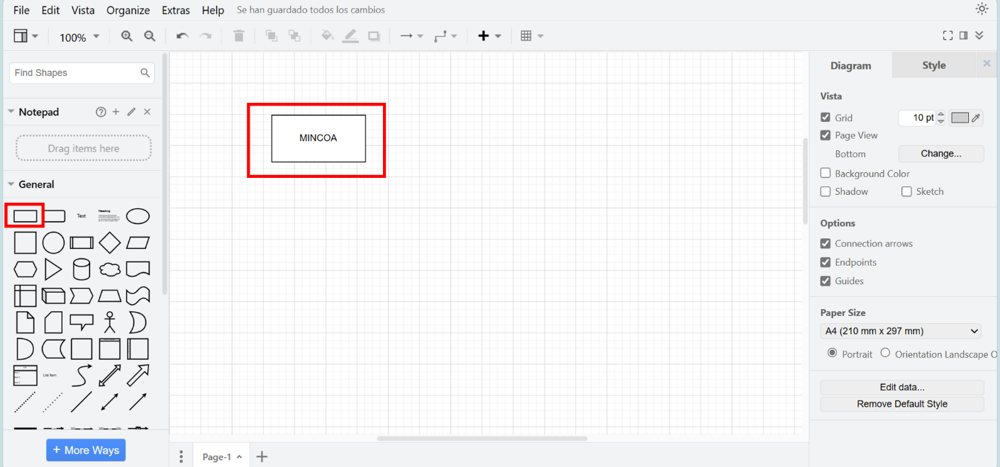 File Edit Vista Organize Extras Help Se han guardado todos los cambios
100%
Find Shapes
Notepad
Drag items here
General
Text
Heading
List Item
+ More Ways
MINCOA
Page-1
Diagram Style
Vista
Grid 10 pt
Page View
Bottom Change...
Background Color
Shadow Sketch
Options
Connection arrows
Endpoints
Guides
Paper Size
A4 (210 mm x 297 mm)
Portrait Orientation Landscape O
Edit data...
Remove Default Style